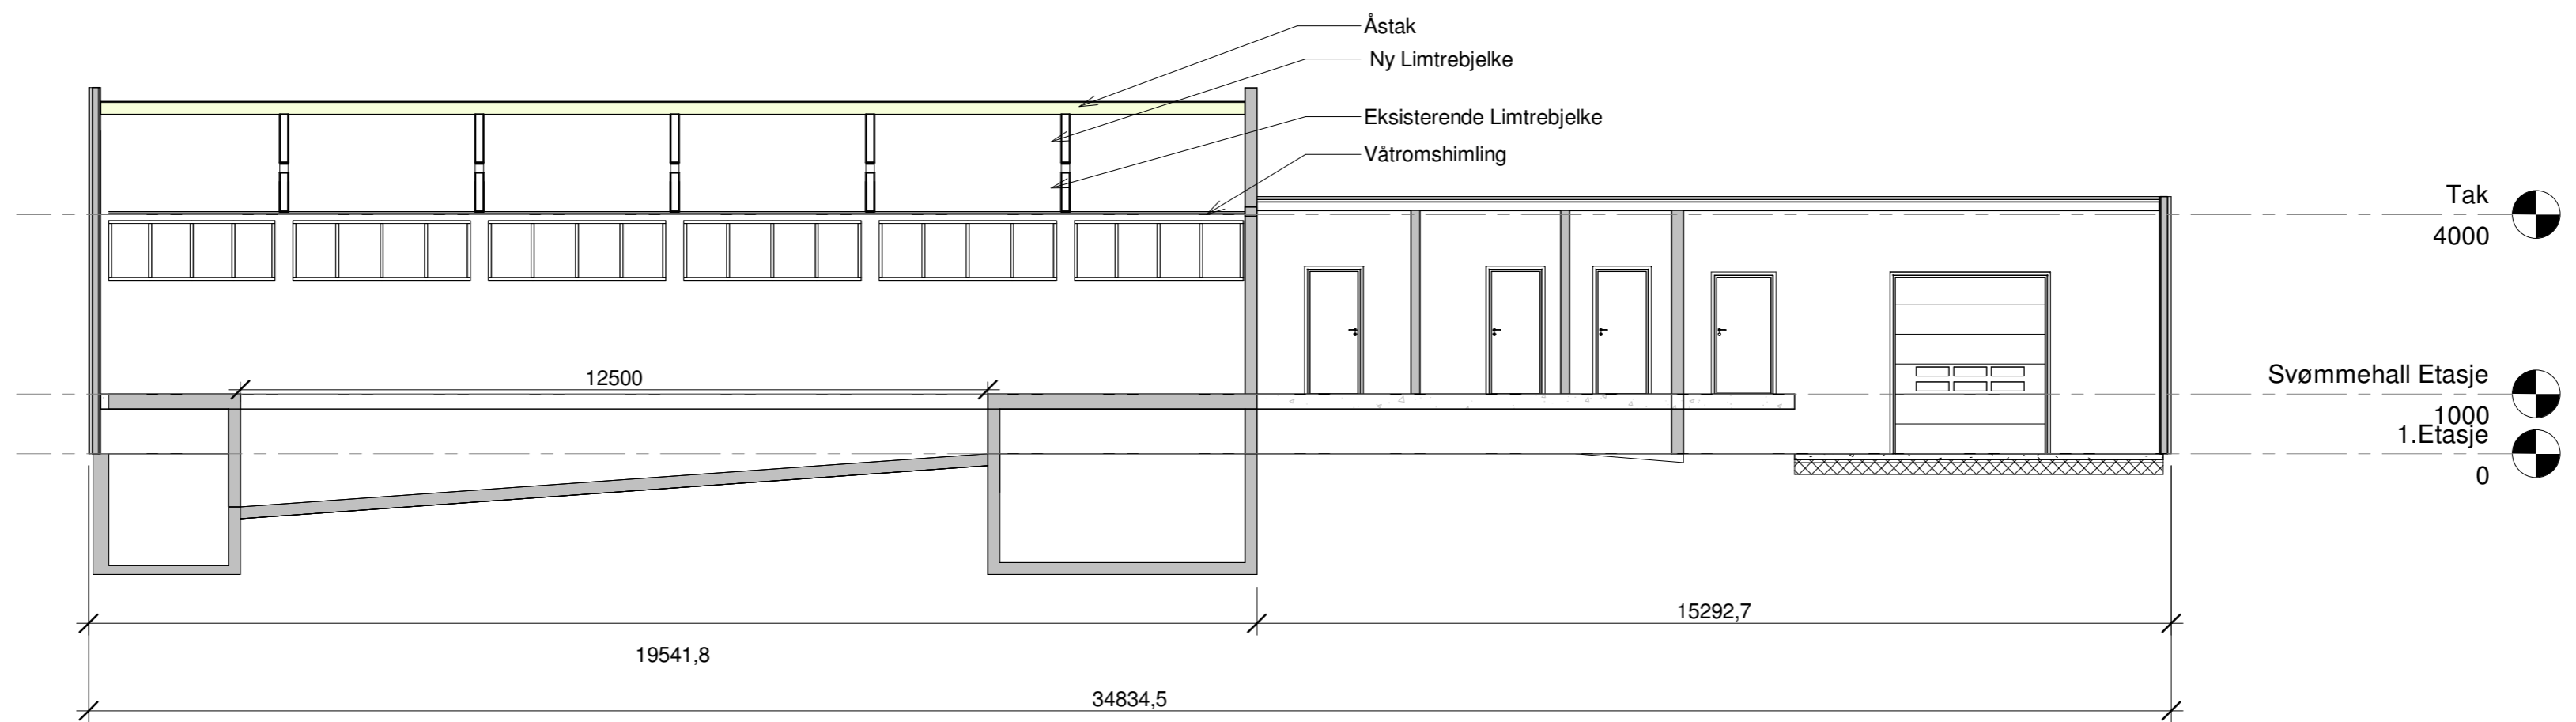 Åstak
Ny Limtrebjelke
Eksisterende Limtrebjelke
Våtromshimling
Tak
4000
12500
Svømmehall Etasje
1000
1.Etasje
0
15292,7
19541,8
34834,5